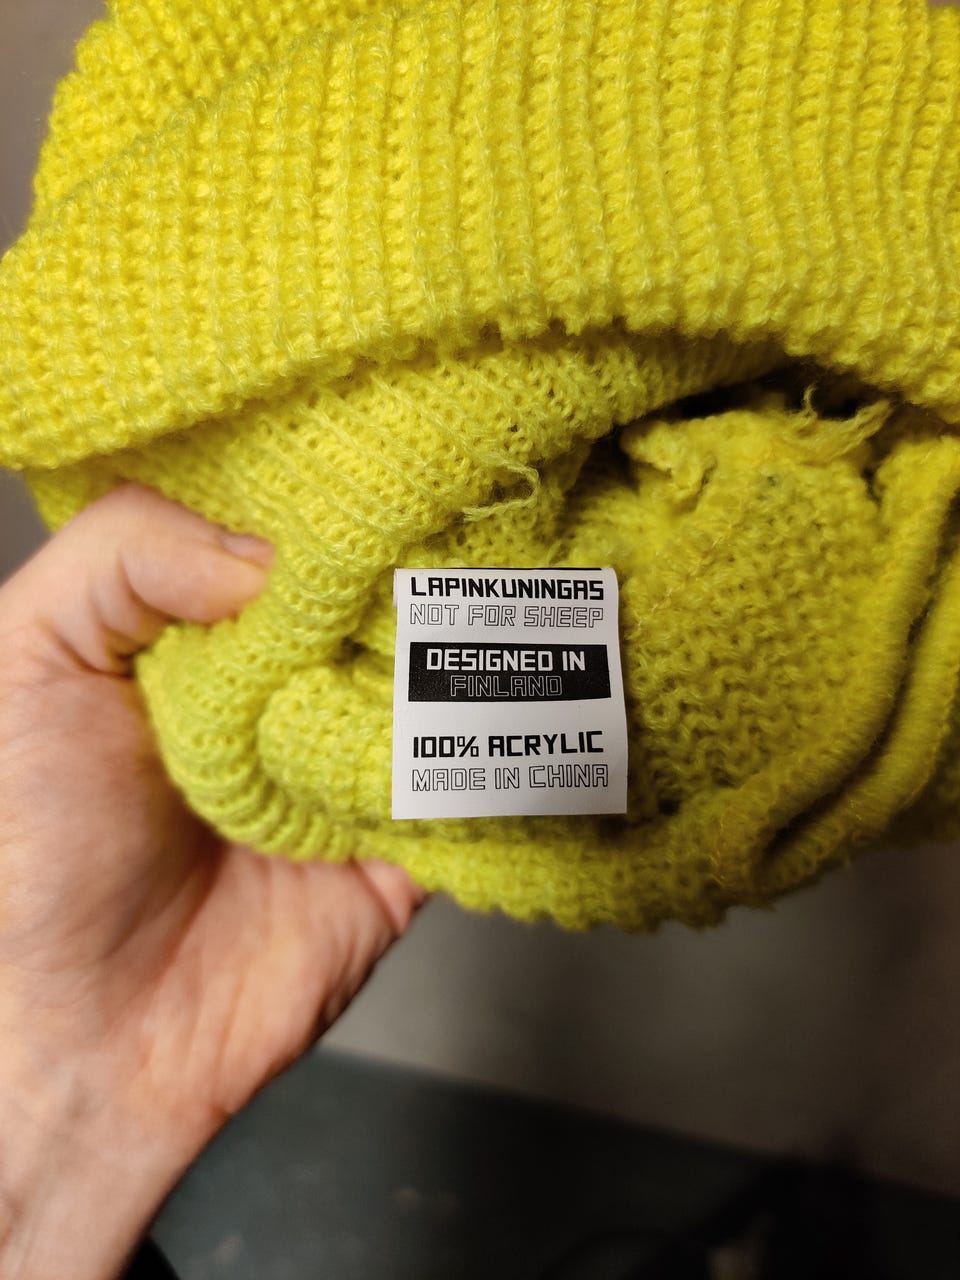 LAPINKUNINGAS
NOT FOR SHEEP
DESIGNED IN
FINLAND
100% ACRYLIC
MADE IN CHINA